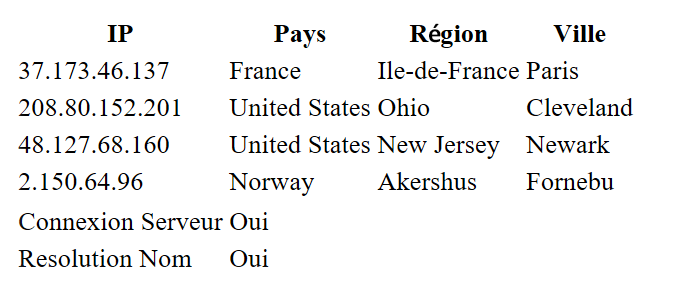 IP Pays Région Ville
37.173.46.137 France Ile-de-France Paris
208.80.152.201 United States Ohio Cleveland
48.127.68.160 United States New Jersey Newark
2.150.64.96 Norway Akershus Fornebu
Connexion Serveur Oui
Resolution Nom Oui